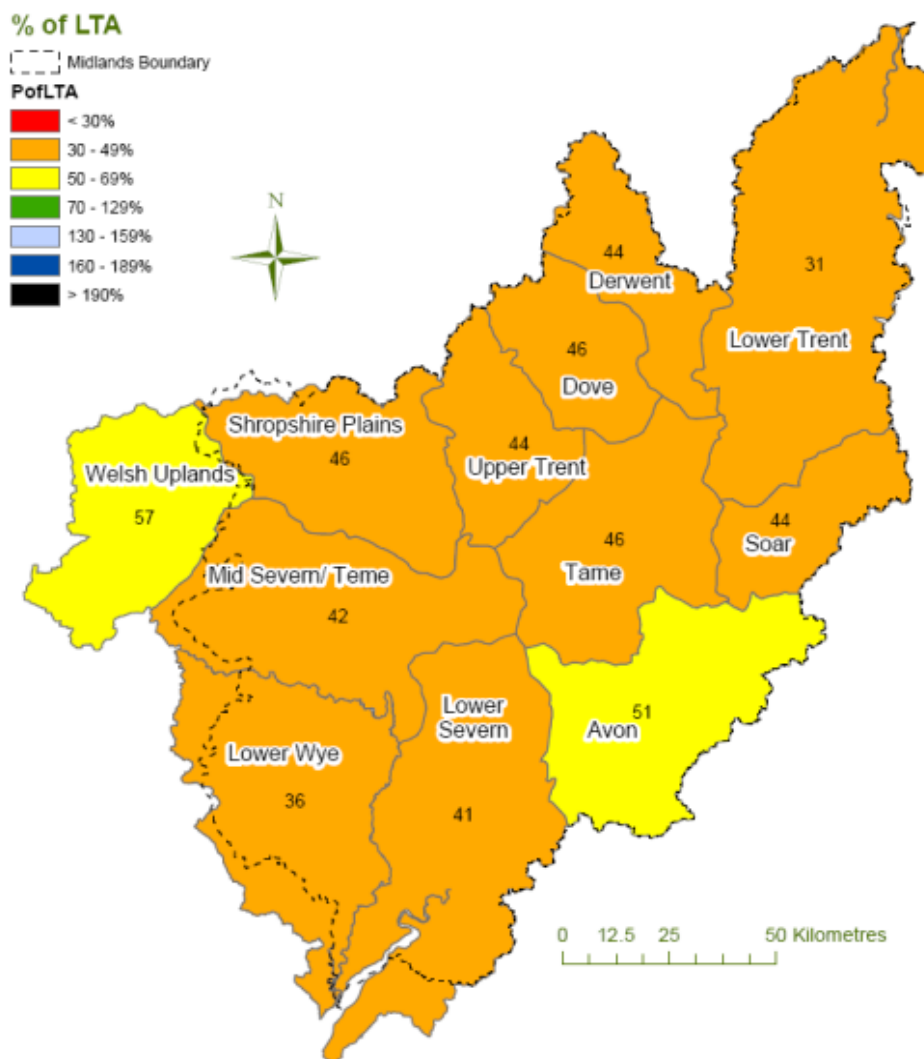 % of LTA
Midlands Boundary
PofLTA
< 30%
30 - 49%
50 - 69%
70 - 129%
130 - 159%
160 - 189%
> 190%
N
44
Derwent
31
Lower Trent
46
Dove
Shropshire Plains
46
44
Upper Trent
Welsh Uplands
57
44
Soar
46
Tame
Mid Severn/ Teme
42
Lower
Severn
41
51
Avon
Lower Wye
36
0 12.5 25 50 Kilometres